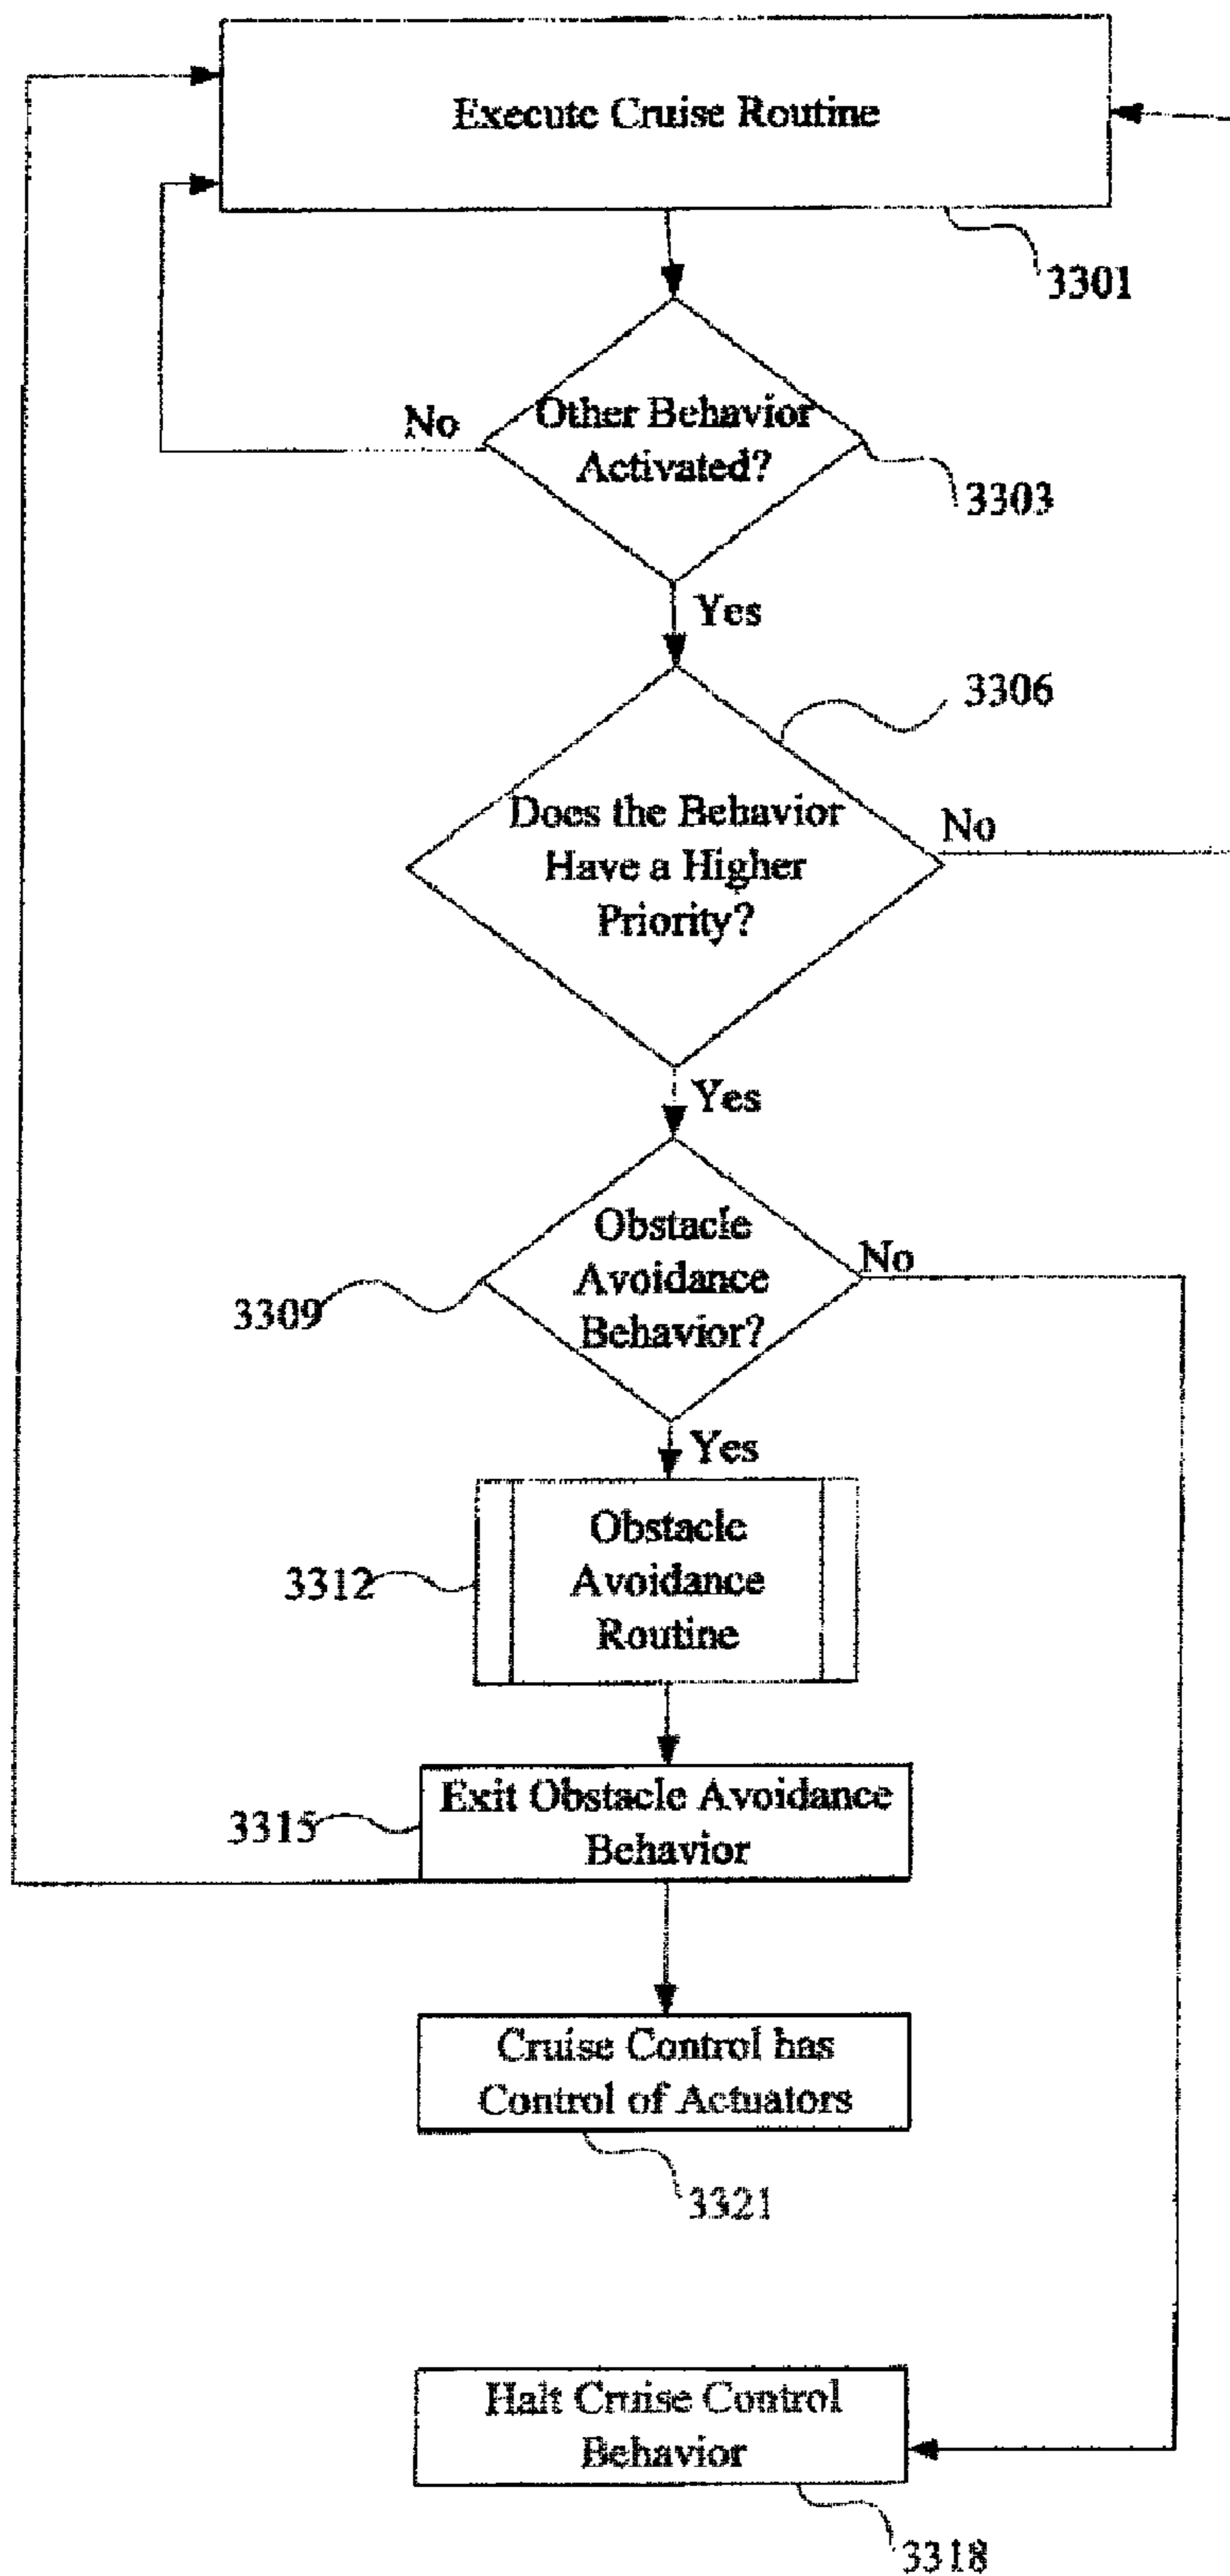 Execute Cruise Routine
3301
Other Behavior
Activated?
No
3303
Yes
3306
Does the Behavior
Have a Higher
Priority?
No
Yes
Obstacle
Avoidance
Behavior?
No
3309
Yes
Obstacle
Avoidance
Routine
3312
Exit Obstacle Avoidance
Behavior
3315
Cruise Control has
Control of Actuators
3321
Halt Cruise Control
Behavior
3318